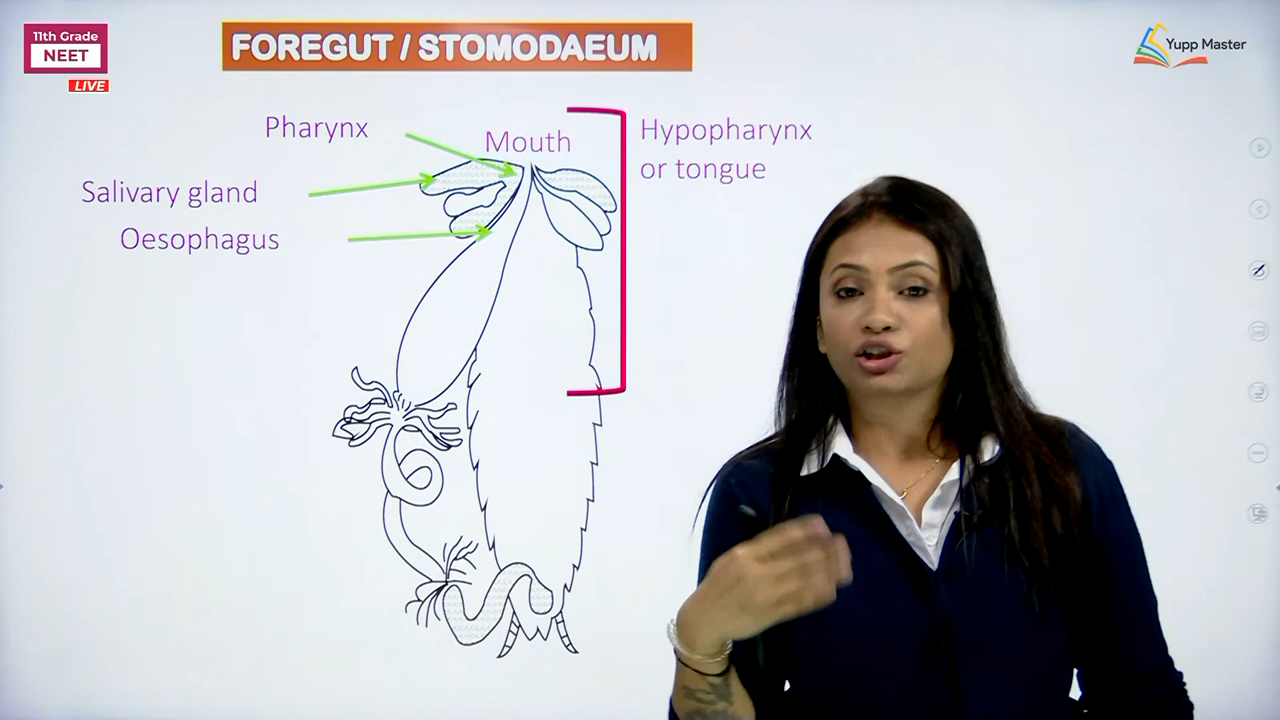 11th Grade
NEET
LIVE
FOREGUT / STOMODAEUM
Yupp Master
Pharynx
Mouth
Hypopharynx
or tongue
Salivary gland
Oesophagus